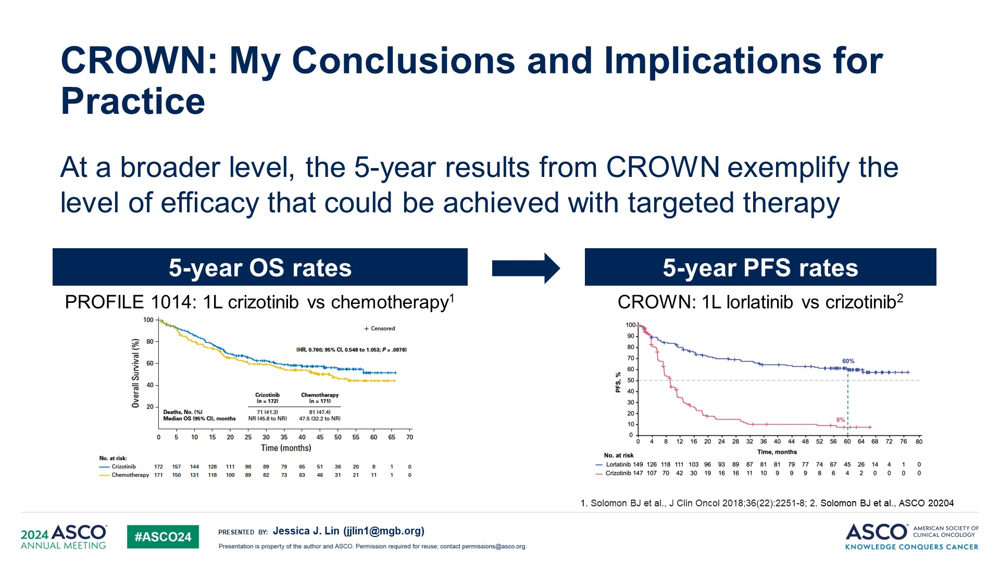 CROWN: My Conclusions and Implications for
Practice
At a broader level, the 5-year results from CROWN exemplify the
level of efficacy that could be achieved with targeted therapy
5-year OS rates
PROFILE 1014: 1L crizotinib vs chemotherapy1
Overall Survival (%)
100
80
60
40
20
+ Censored
(HR, 0.760; 95% CI, 0.548 to 1.053; P = .0978)
Crizotinib Chemotherapy
(n = 172) (n = 171)
Deaths, No. (%) 71 (41.3) 81 (47.4)
Median OS (95% CI), months NR (45.8 to NR) 47.5 (32.2 to NR)
0 5 10 15 20 25 30 35 40 45 50 55 60 65 70
Time (months)
No. at risk:
Crizotinib 172 157 144 128 111 98 89 79 65 51 36 20 8 1 0
Chemotherapy 171 150 131 118 100 89 82 73 63 46 31 21 11 1 0
5-year PFS rates
CROWN: 1L lorlatinib vs crizotinib2
PFS, %
100
90
80
70
60
50
40
30
20
10
0
60%
8%
0 4 8 12 16 20 24 28 32 36 40 44 48 52 56 60 64 68 72 76 80
Time, months
No. at risk
Lorlatinib 149 126 118 111 103 96 93 89 87 81 81 79 77 74 67 45 26 14 4 1 0
Crizotinib 147 107 70 42 30 19 16 16 11 10 9 9 9 8 6 4 2 0 0 0 0
1. Solomon BJ et al., J Clin Oncol 2018;36(22):2251-8; 2. Solomon BJ et al., ASCO 20204
2024 ASCO
ANNUAL MEETING
#ASCO24
PRESENTED BY: Jessica J. Lin (jjlin1@mgb.org)
Presentation is property of the author and ASCO. Permission required for reuse; contact permissions@asco.org.
ASCO AMERICAN SOCIETY OF
CLINICAL ONCOLOGY
KNOWLEDGE CONQUERS CANCER